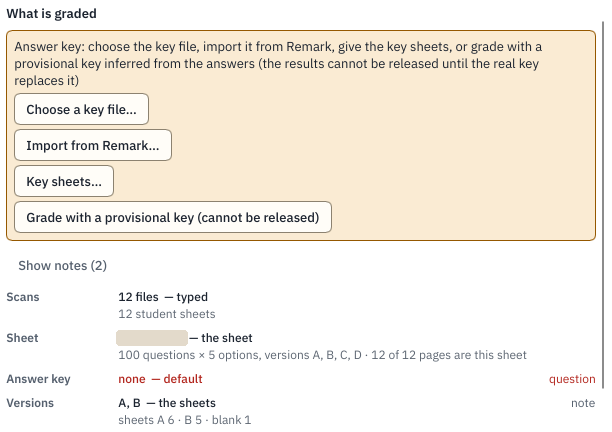 What is graded
Answer key: choose the key file, import it from Remark, give the key sheets, or grade with a
provisional key inferred from the answers (the results cannot be released until the real key
replaces it)
Choose a key file...
Import from Remark...
Key sheets...
Grade with a provisional key (cannot be released)
Show notes (2)
Scans 12 files — typed
12 student sheets
Sheet — the sheet
100 questions × 5 options, versions A, B, C, D · 12 of 12 pages are this sheet
Answer key none — default question
Versions A, B — the sheets note
sheets A 6 · B 5 · blank 1